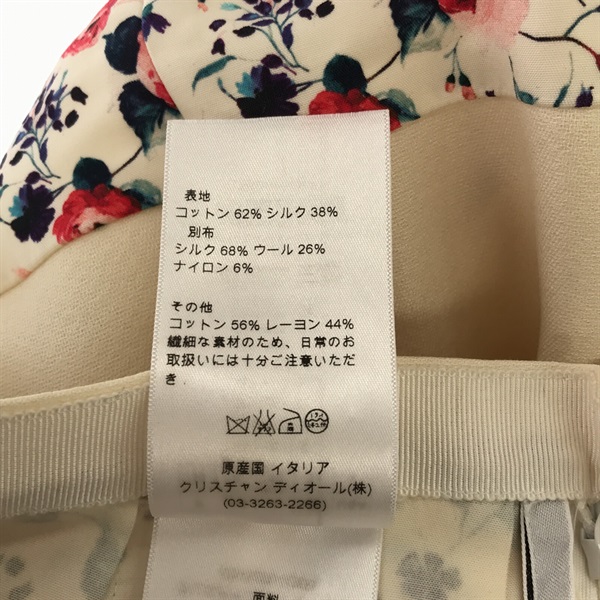 表地
コットン 62% シルク 38%
別布
シルク 68% ウール 26%
ナイロン 6%
その他
コットン 56% レーヨン 44%
繊細な素材のため、日常のお
取扱いには十分ご注意いただ
き
原産国 イタリア
クリスチャン ディオール(株)
(03-3263-2266)
面料